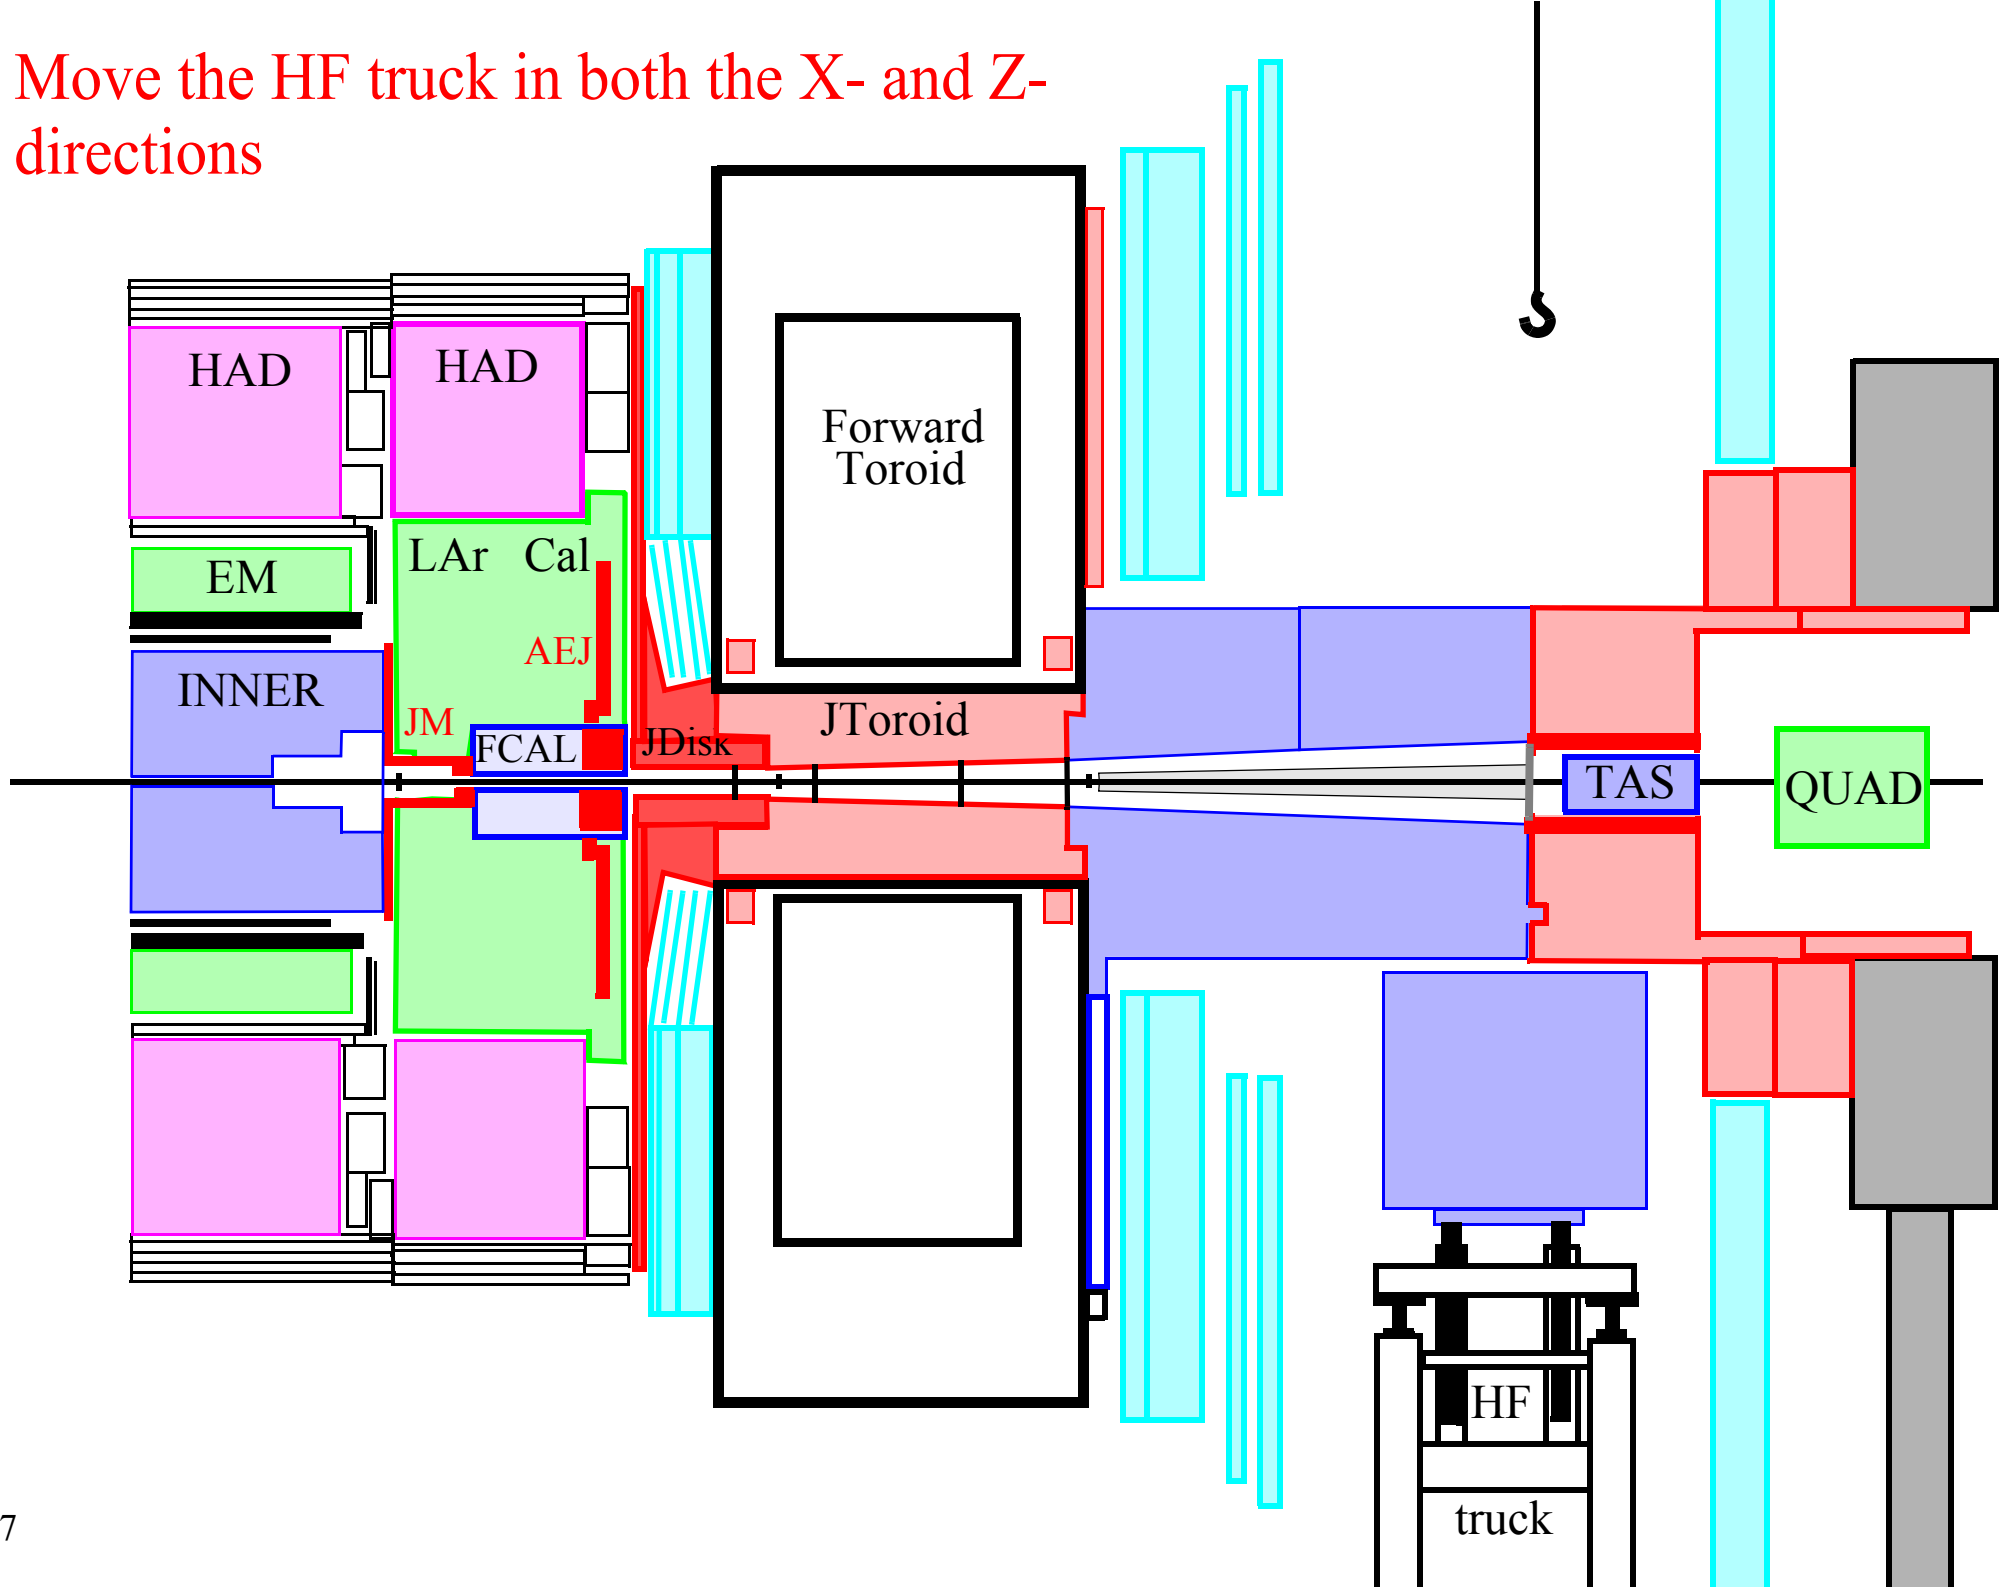 Move the HF truck in both the X- and Z-
directions
HAD
HAD
Forward
Toroid
LAr Cal
EM
AEJ
INNER
JM
JToroid
FCAL
JDisk
TAS
QUAD
HF
truck
7